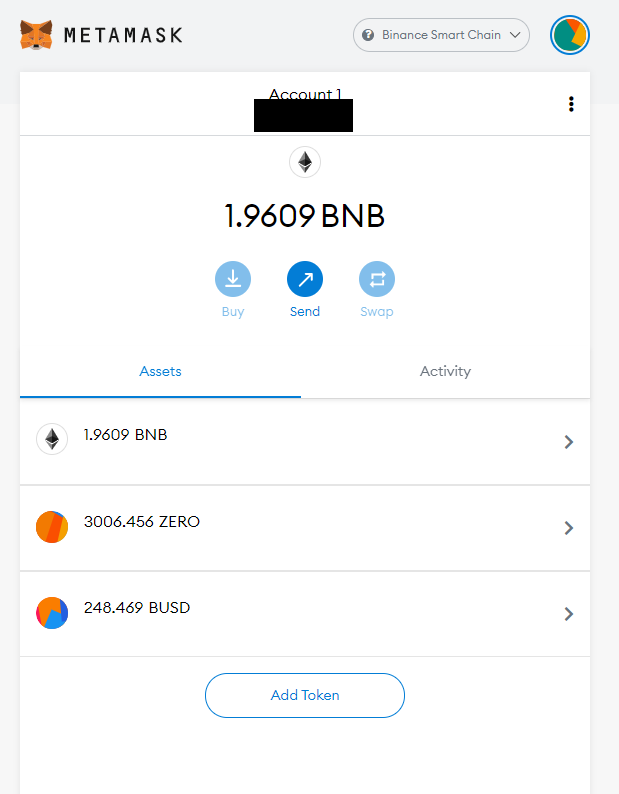 METAMASK
Binance Smart Chain
Account 1
1.9609 BNB
Buy
Send
Swap
Assets
Activity
1.9609 BNB
3006.456 ZERO
248.469 BUSD
Add Token